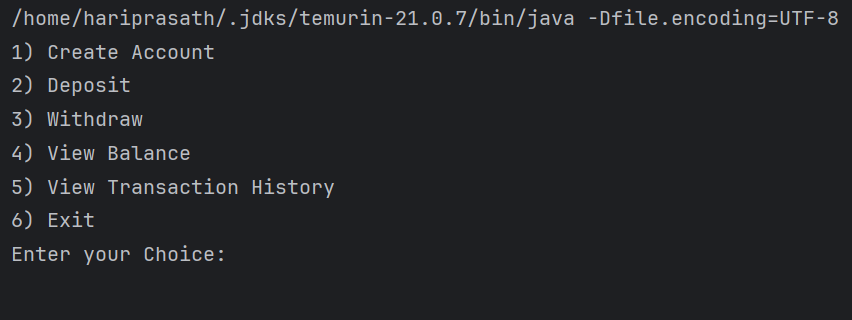 /home/hariprasath/.jdks/temurin-21.0.7/bin/java -Dfile.encoding=UTF-8
1) Create Account
2) Deposit
3) Withdraw
4) View Balance
5) View Transaction History
6) Exit
Enter your Choice: